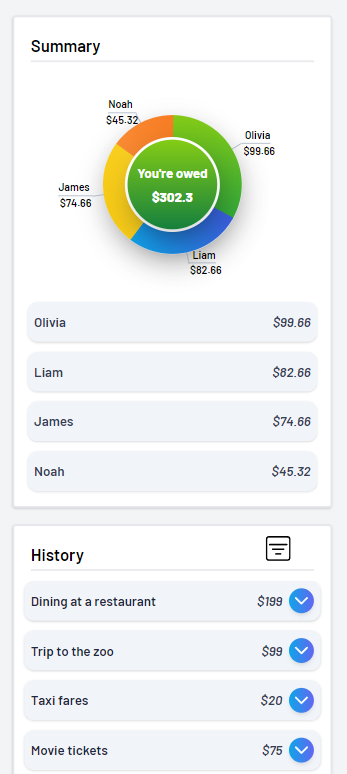 Summary
Noah
$45.32
Olivia
$99.66
You're owed
$302.3
James
$74.66
Liam
$82.66
Olivia $99.66
Liam $82.66
James $74.66
Noah $45.32
History
Dining at a restaurant $199
Trip to the zoo $99
Taxi fares $20
Movie tickets $75